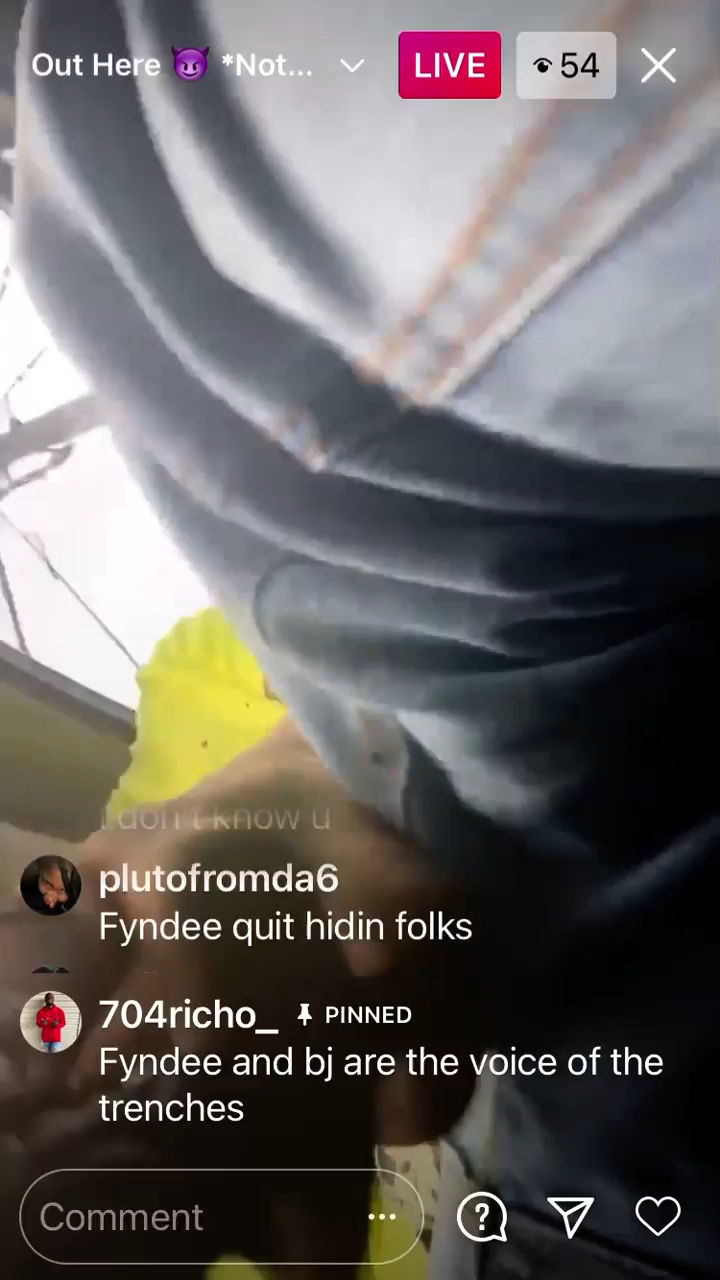 Out Here 😈 *Not...
LIVE
54
I don't know u
plutofromda6
Fyndee quit hidin folks
704richo_ PINNED
Fyndee and bj are the voice of the
trenches
Comment